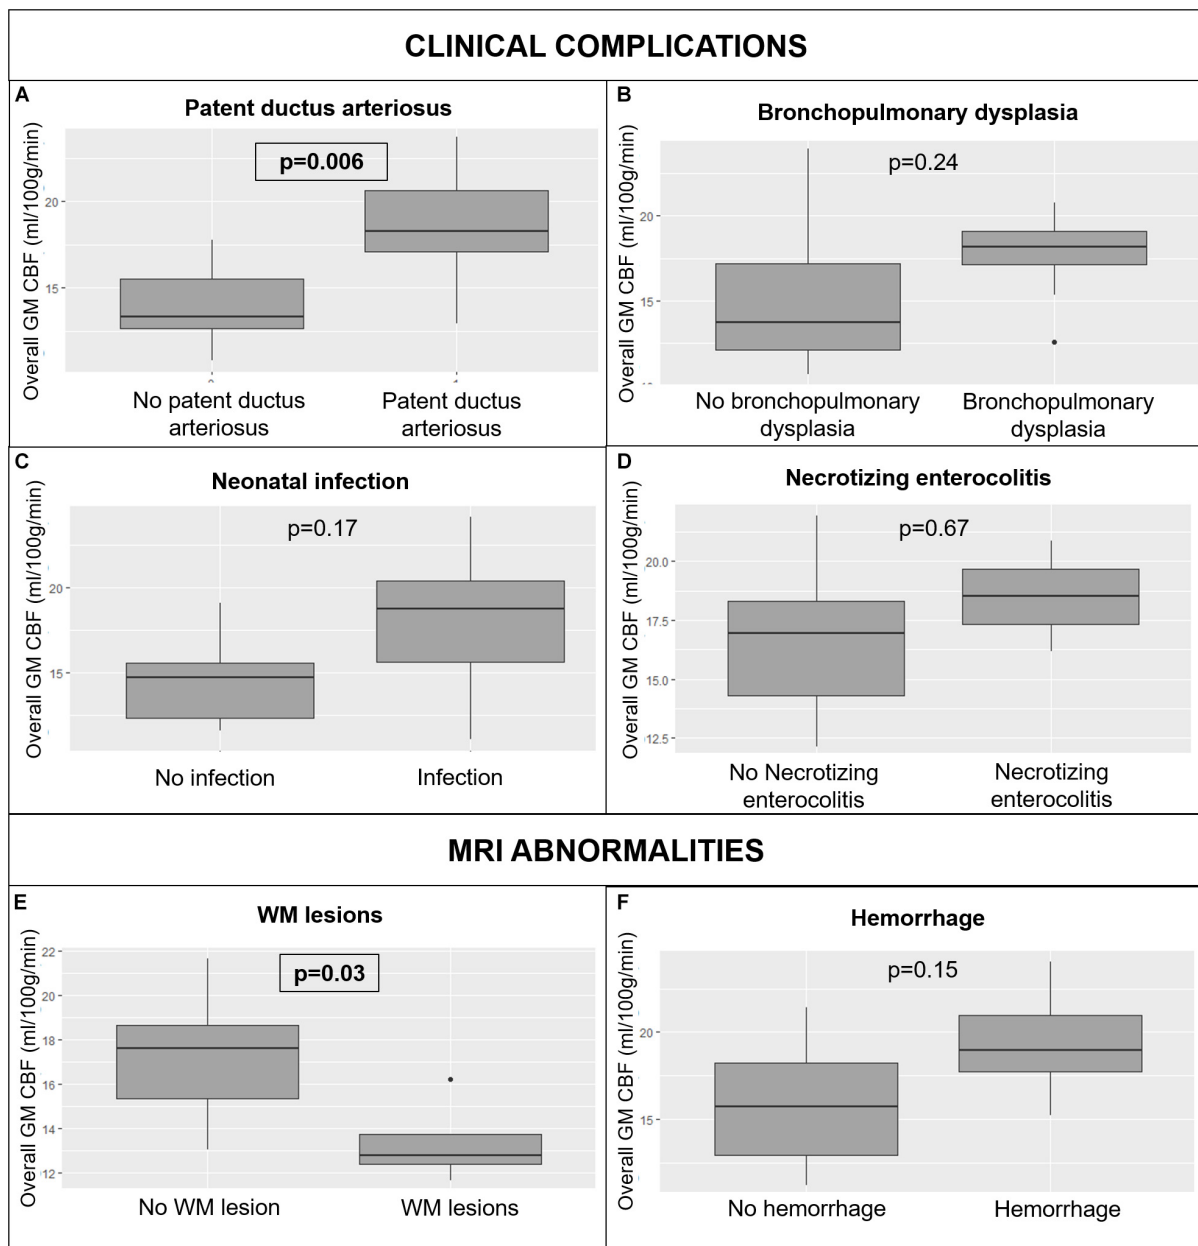 CLINICAL COMPLICATIONS
A
Patent ductus arteriosus
Overall GM CBF (ml/100g/min)
p=0.006
20
15
No patent ductus
arteriosus
Patent ductus
arteriosus
B
Bronchopulmonary dysplasia
Overall GM CBF (ml/100g/min)
p=0.24
20
15
No bronchopulmonary
dysplasia
Bronchopulmonary
dysplasia
C
Neonatal infection
Overall GM CBF (ml/100g/min)
p=0.17
20
15
No infection
Infection
D
Necrotizing enterocolitis
Overall GM CBF (ml/100g/min)
p=0.67
20.0
17.5
15.0
12.5
No Necrotizing
enterocolitis
Necrotizing
enterocolitis
MRI ABNORMALITIES
E
WM lesions
Overall GM CBF (ml/100g/min)
p=0.03
22
20
18
16
14
12
No WM lesion
WM lesions
F
Hemorrhage
Overall GM CBF (ml/100g/min)
p=0.15
20
15
No hemorrhage
Hemorrhage